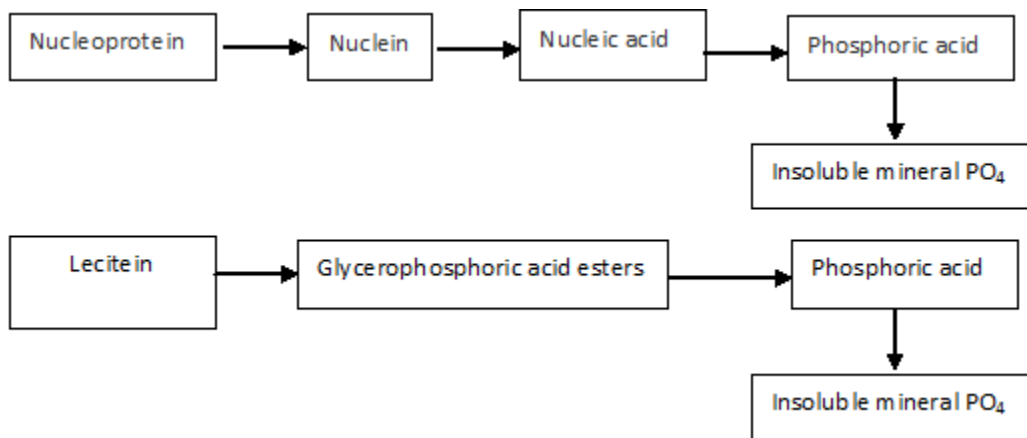 Nucleoprotein
Nuclein
Nucleic acid
Phosphoric acid
Insoluble mineral PO₄
Lecitein
Glycerophosphoric acid esters
Phosphoric acid
Insoluble mineral PO₄